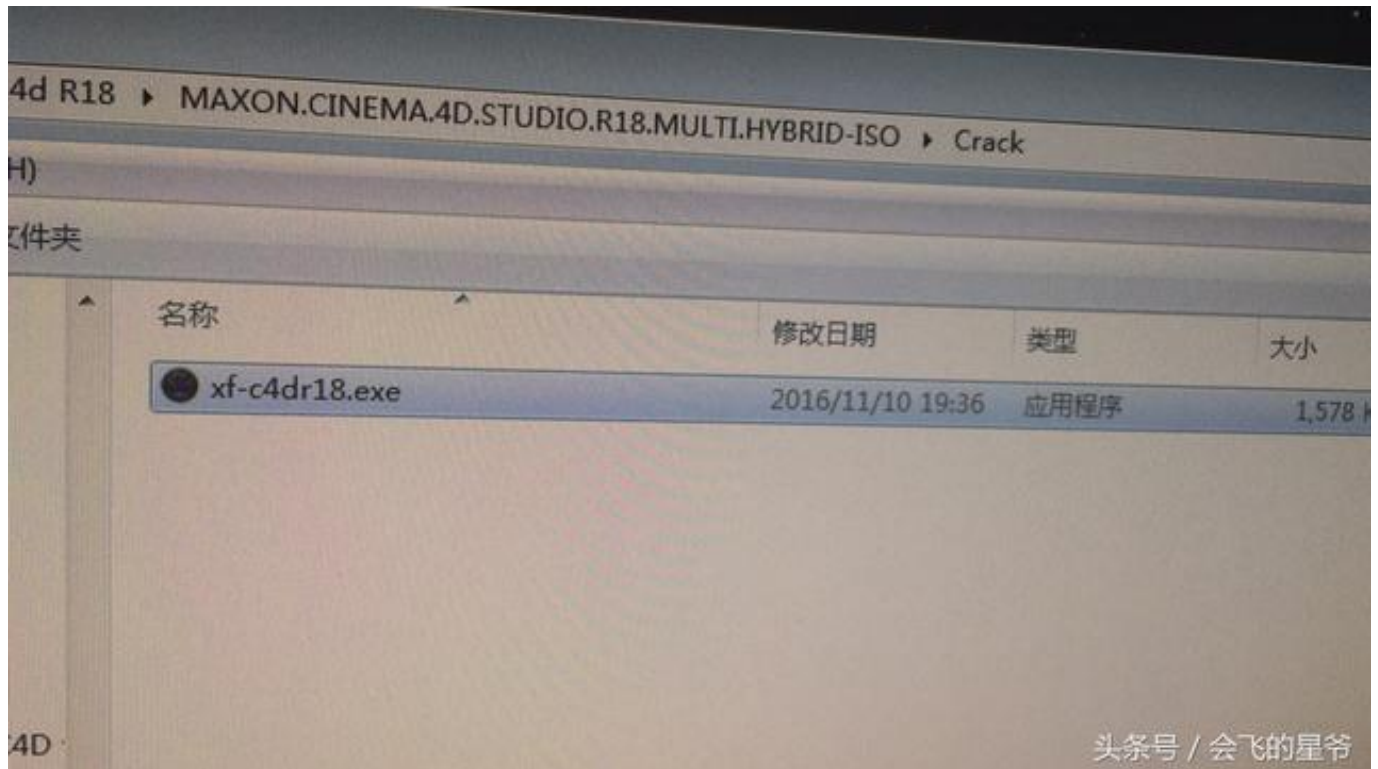 4d R18 ▸ MAXON.CINEMA.4D.STUDIO.R18.MULTI.HYBRID-ISO ▸ Crack
H)
文件夹
名称 修改日期 类型 大小
xf-c4dr18.exe 2016/11/10 19:36 应用程序 1,578 K
C4D
头条号 / 会飞的星爷